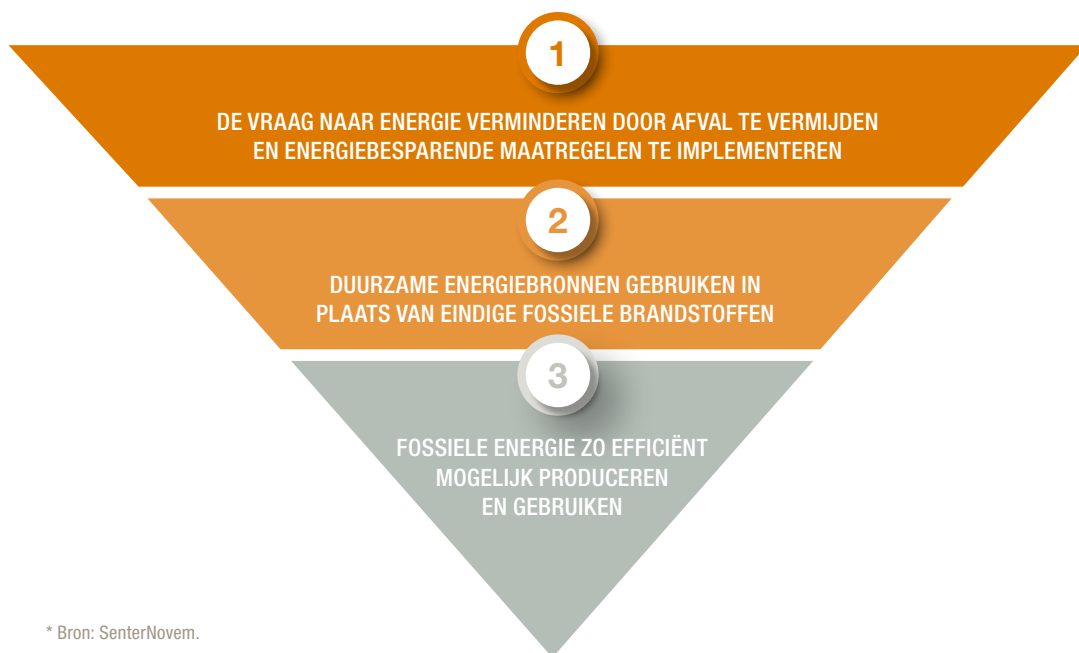 1
DE VRAAG NAAR ENERGIE VERMINDEREN DOOR AFVAL TE VERMIJDEN
EN ENERGIEBESPARENDE MAATREGELEN TE IMPLEMENTEREN
2
DUURZAME ENERGIEBRONNEN GEBRUIKEN IN
PLAATS VAN EINDIGE FOSSIELE BRANDSTOFFEN
3
FOSSIELE ENERGIE ZO EFFICIËNT
MOGELIJK PRODUCEREN
EN GEBRUIKEN
* Bron: SenterNovem.